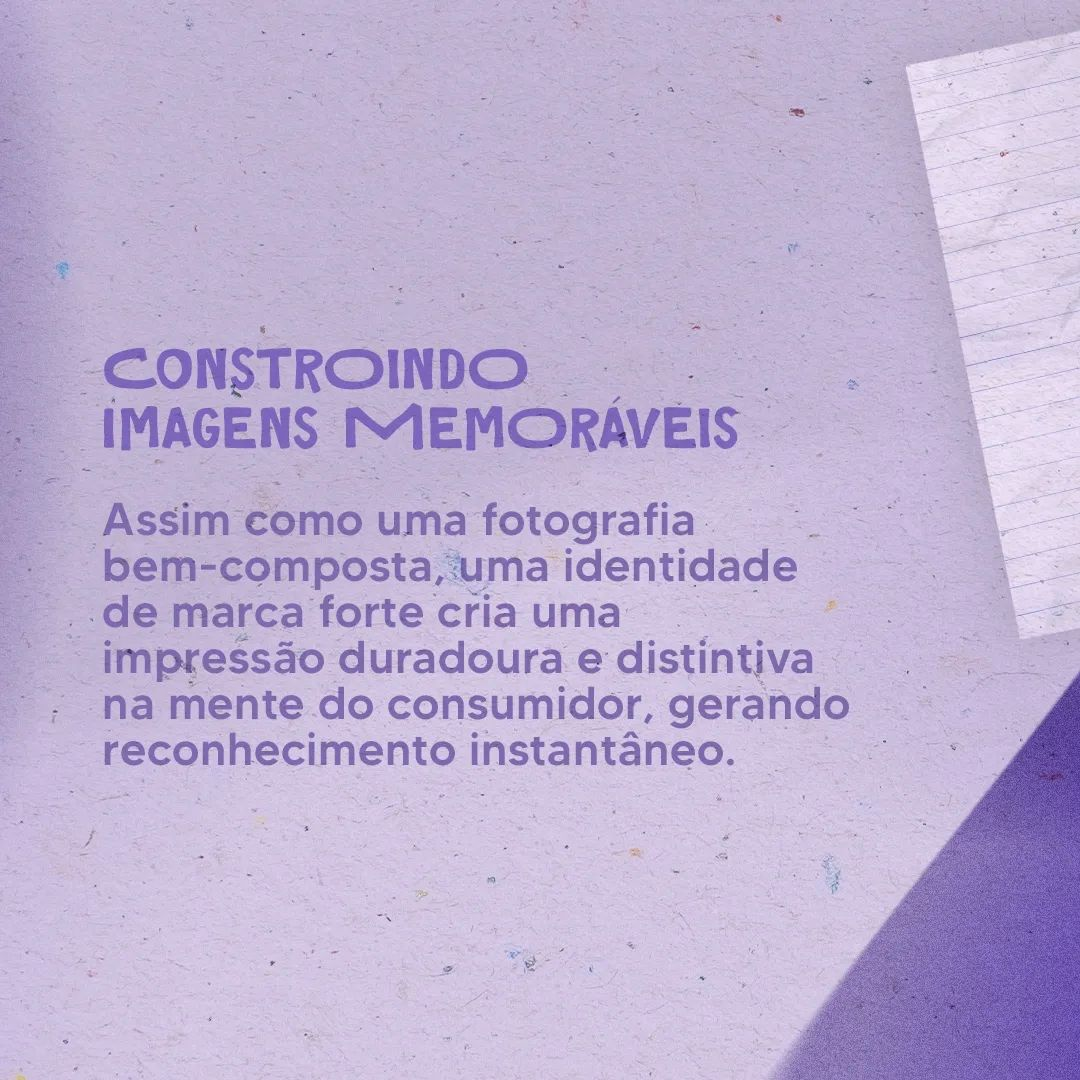 Constroindo
imagens Memoráveis
Assim como uma fotografia
bem-composta, uma identidade
de marca forte cria uma
impressão duradoura e distintiva
na mente do consumidor, gerando
reconhecimento instantâneo.